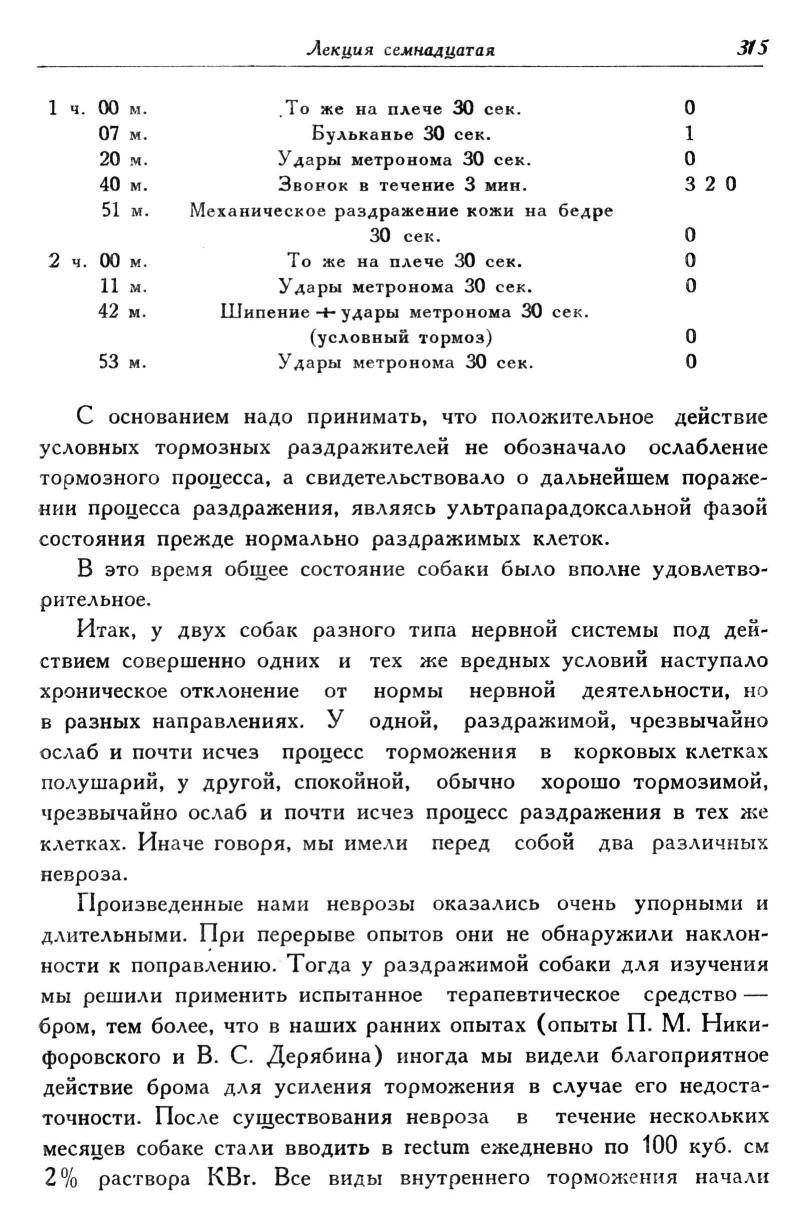 Лекция семнадцатая 315
1 ч. 00 м. То же на плече 30 сек. 0
07 м. Бульканье 30 сек. 1
20 м. Удары метронома 30 сек. 0
40 м. Звонок в течение 3 мин. 3 2 0
51 м. Механическое раздражение кожи на бедре
30 сек. 0
2 ч. 00 м. То же на плече 30 сек. 0
11 м. Удары метронома 30 сек. 0
42 м. Шипение + удары метронома 30 сек.
(условный тормоз) 0
53 м. Удары метронома 30 сек. 0
С основанием надо принимать, что положительное действие
условных тормозных раздражителей не обозначало ослабление
тормозного процесса, а свидетельствовало о дальнейшем пораже-
нии процесса раздражения, являясь ультрапарадоксальной фазой
состояния прежде нормально раздражимых клеток.
В это время общее состояние собаки было вполне удовлетво-
рительное.
Итак, у двух собак разного типа нервной системы под дей-
ствием совершенно одних и тех же вредных условий наступало
хроническое отклонение от нормы нервной деятельности, но
в разных направлениях. У одной, раздражимой, чрезвычайно
ослаб и почти исчез процесс торможения в корковых клетках
полушарий, у другой, спокойной, обычно хорошо тормозимой,
чрезвычайно ослаб и почти исчез процесс раздражения в тех же
клетках. Иначе говоря, мы имели перед собой два различных
невроза.
Произведенные нами неврозы оказались очень упорными и
длительными. При перерыве опытов они не обнаружили наклон-
ности к поправлению. Тогда у раздражимой собаки для изучения
мы решили применить испытанное терапевтическое средство —
бром, тем более, что в наших ранних опытах (опыты П. М. Ники-
форовского и В. С. Дерябина) иногда мы видели благоприятное
действие брома для усиления торможения в случае его недоста-
точности. После существования невроза в течение нескольких
месяцев собаке стали вводить в rectum ежедневно по 100 куб. см
2% раствора KBr. Все виды внутреннего торможения начали